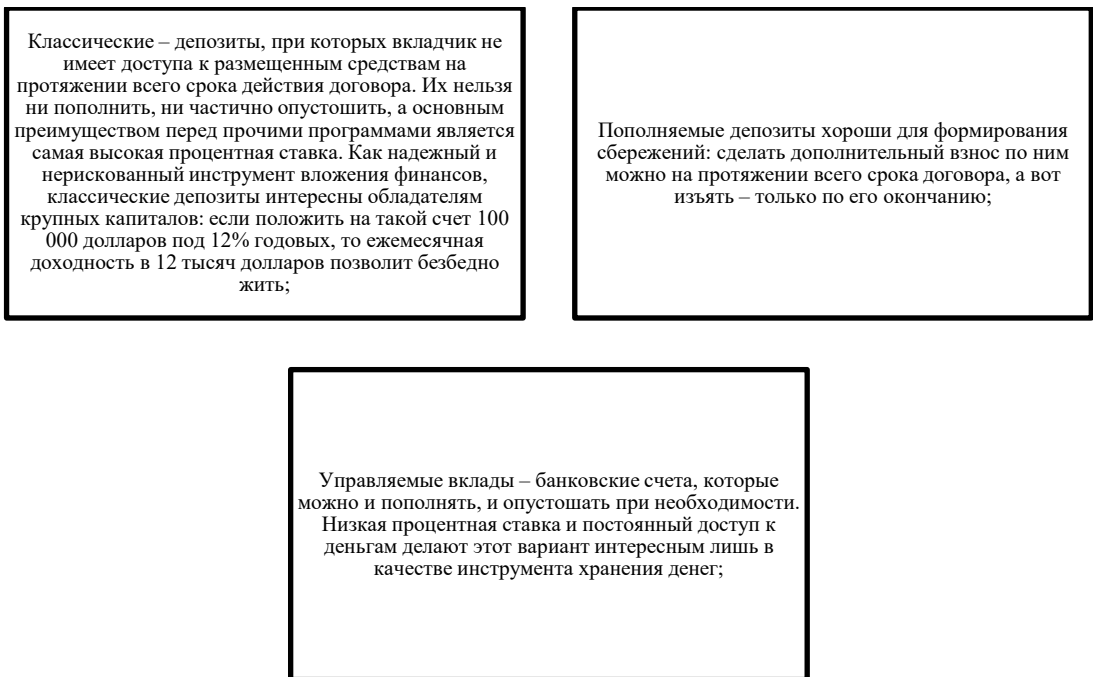 Классические – депозиты, при которых вкладчик не
имеет доступа к размещенным средствам на
протяжении всего срока действия договора. Их нельзя
ни пополнить, ни частично опустошить, а основным
преимуществом перед прочими программами является
самая высокая процентная ставка. Как надежный и
нерискованный инструмент вложения финансов,
классические депозиты интересны обладателям
крупных капиталов: если положить на такой счет 100
000 долларов под 12% годовых, то ежемесячная
доходность в 12 тысяч долларов позволит безбедно
жить;
Пополняемые депозиты хороши для формирования
сбережений: сделать дополнительный взнос по ним
можно на протяжении всего срока договора, а вот
изъять – только по его окончанию;
Управляемые вклады – банковские счета, которые
можно и пополнять, и опустошать при необходимости.
Низкая процентная ставка и постоянный доступ к
деньгам делают этот вариант интересным лишь в
качестве инструмента хранения денег;